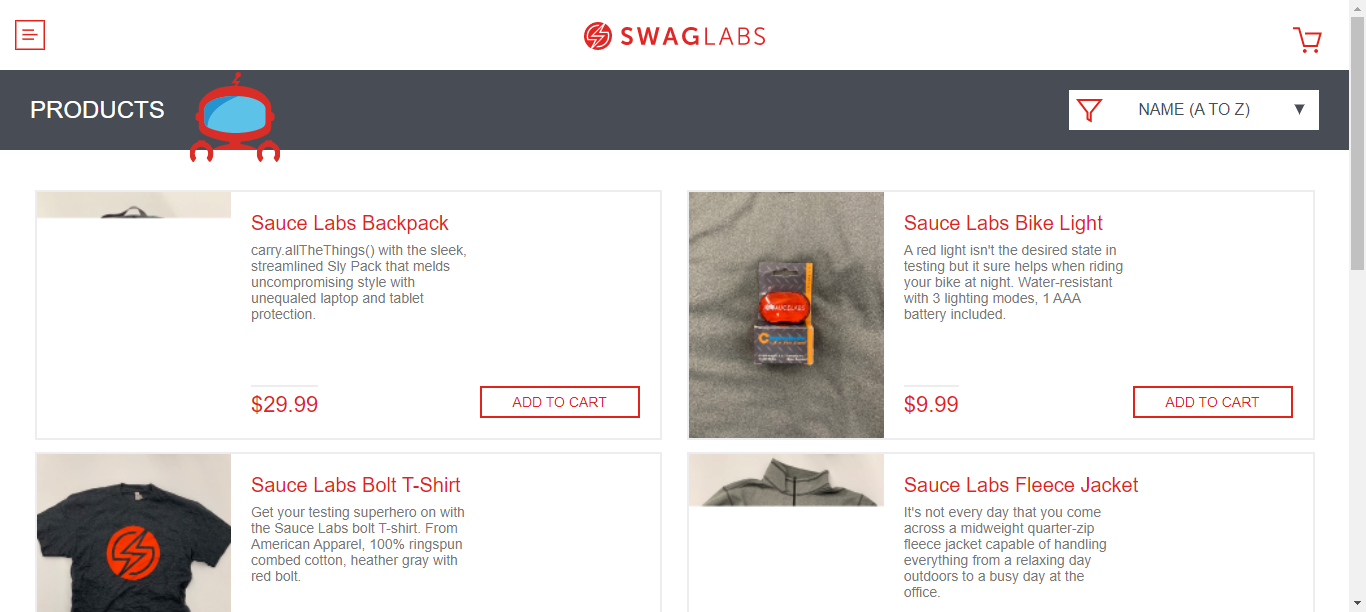 SWAGLABS
PRODUCTS
NAME (A TO Z)
Sauce Labs Backpack
carry.allTheThings() with the sleek,
streamlined Sly Pack that melds
uncompromising style with
unequaled laptop and tablet
protection.
$29.99
ADD TO CART
Sauce Labs Bike Light
A red light isn't the desired state in
testing but it sure helps when riding
your bike at night. Water-resistant
with 3 lighting modes, 1 AAA
battery included.
$9.99
ADD TO CART
Sauce Labs Bolt T-Shirt
Get your testing superhero on with
the Sauce Labs bolt T-shirt. From
American Apparel, 100% ringspun
combed cotton, heather gray with
red bolt.
Sauce Labs Fleece Jacket
It's not every day that you come
across a midweight quarter-zip
fleece jacket capable of handling
everything from a relaxing day
outdoors to a busy day at the
office.